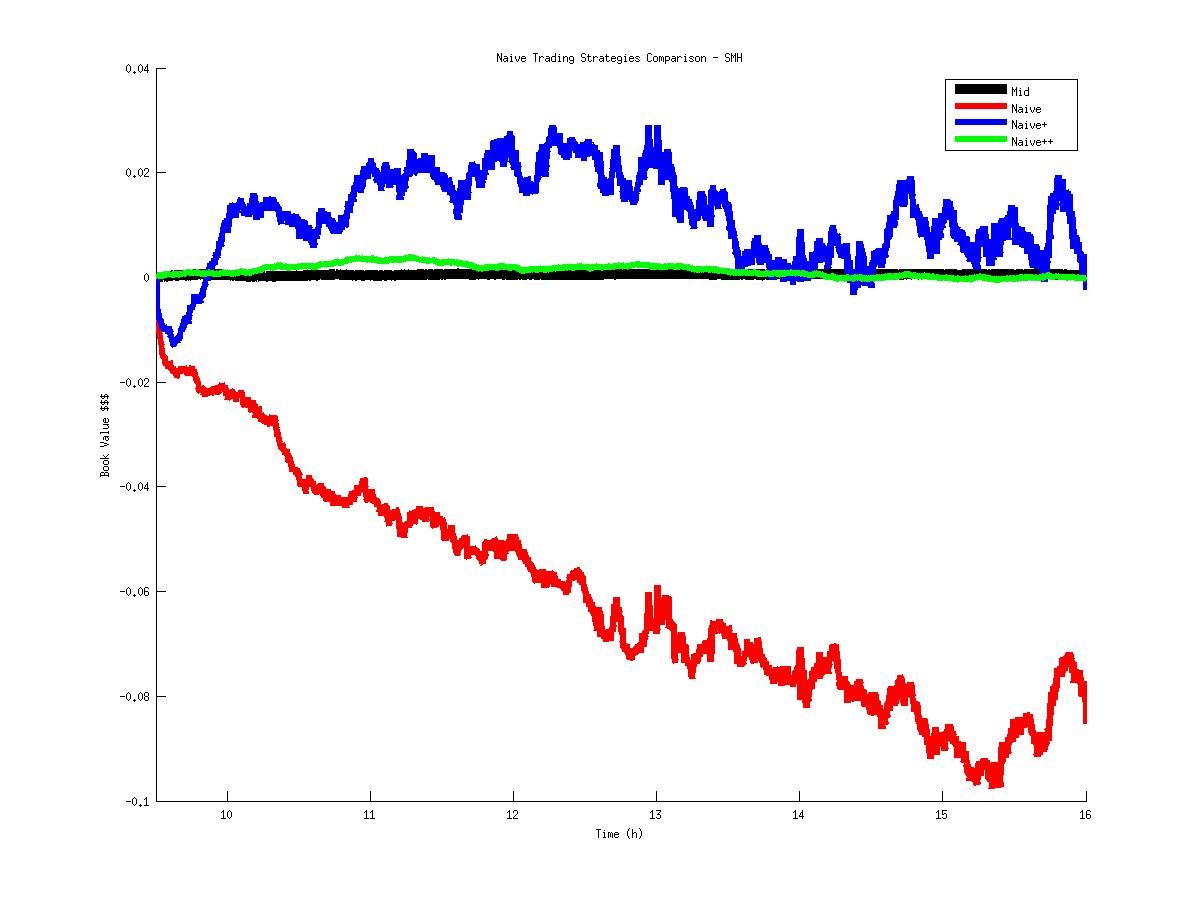 Naive Trading Strategies Comparison - SMH
Mid
Naive
Naive+
Naive++
0.04
0.02
0
-0.02
-0.04
-0.06
-0.08
-0.1
Book Value $$$
10 11 12 13 14 15 16
Time (h)